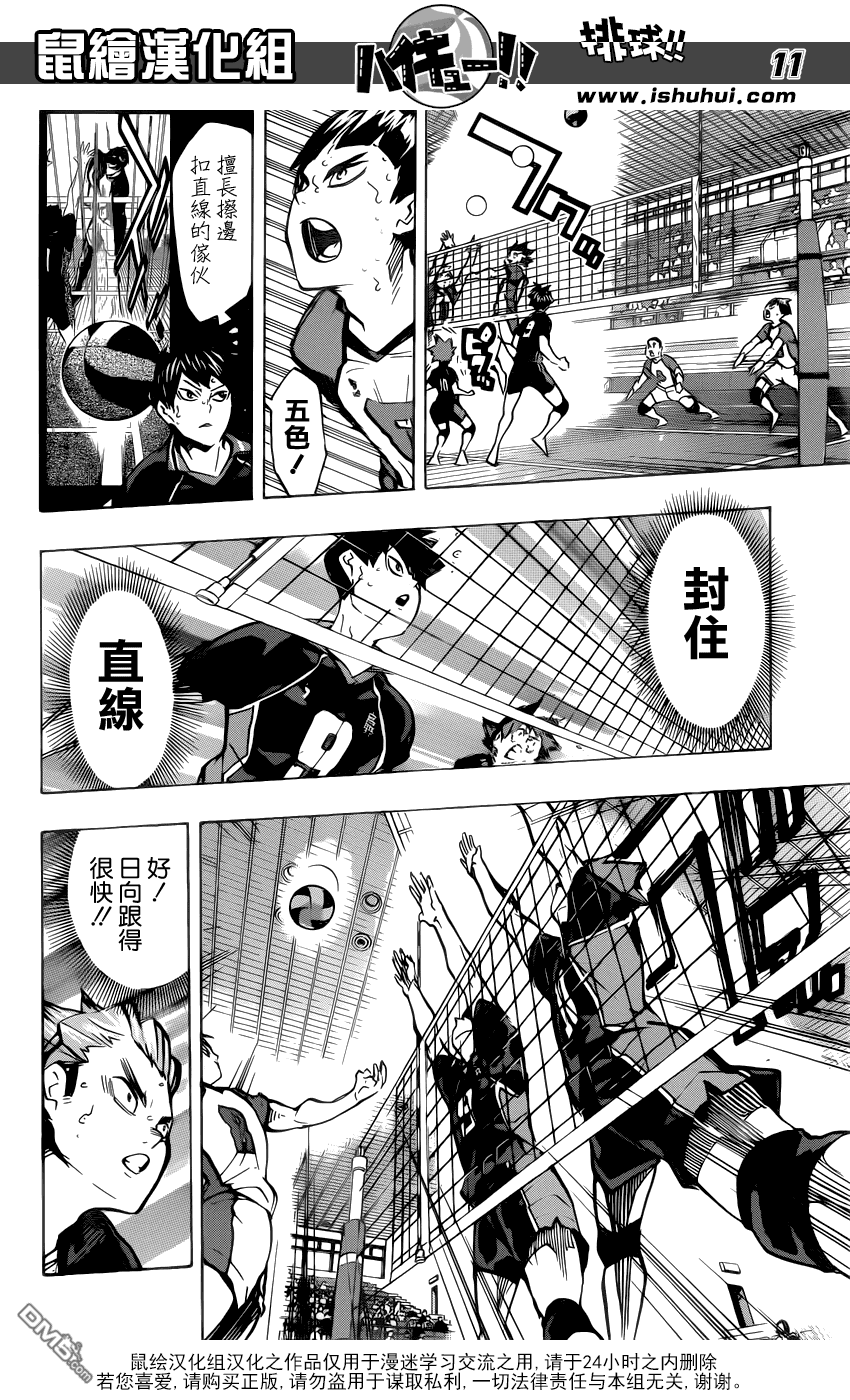 鼠繪漢化組
ハイキュー!!
排球!!
11
www.ishuhui.com
五色!
擅長擦邊
扣直線的傢伙
封住
直線
好!
日向跟得
很快!!
DMB.com
鼠绘汉化组汉化之作品仅用于漫迷学习交流之用,请于24小时之内删除
若您喜爱,请购买正版,请勿盗用于谋取私利,一切法律责任与本组无关,谢谢。